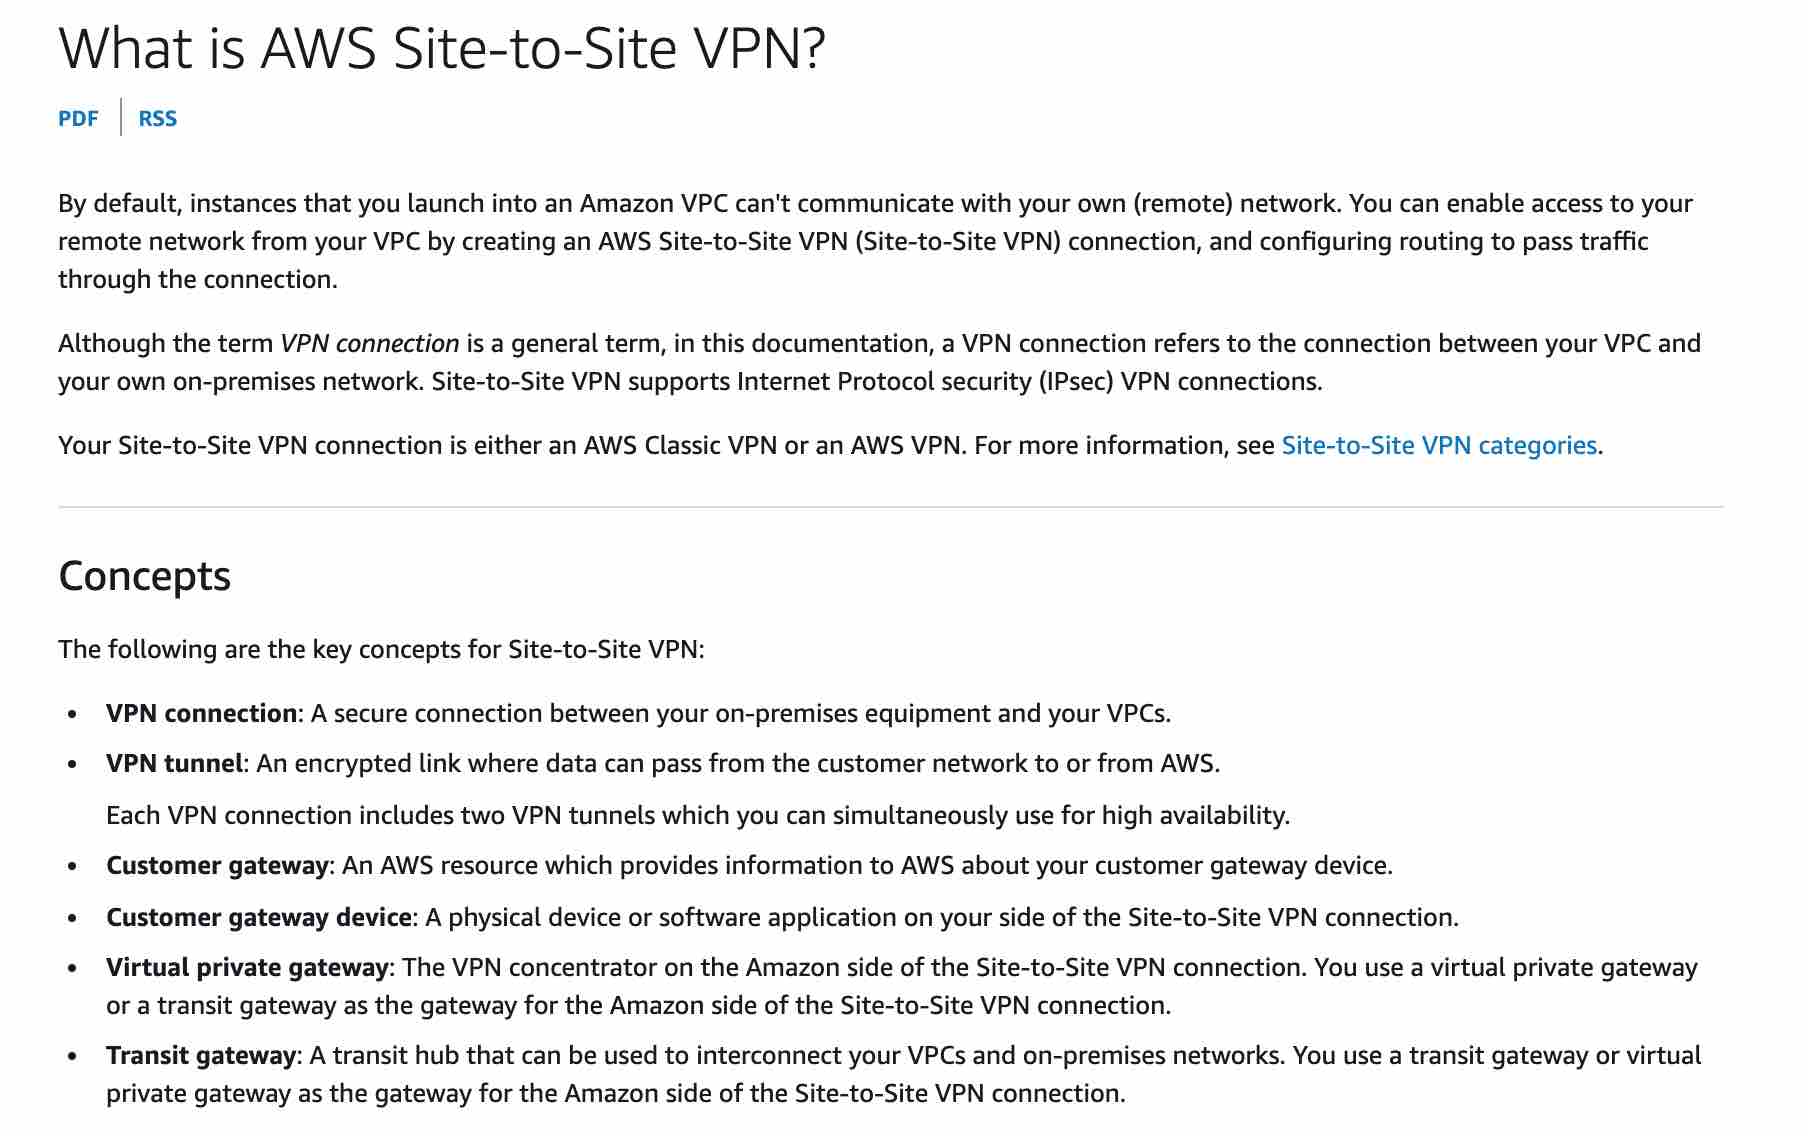 What is AWS Site-to-Site VPN?
PDF | RSS
By default, instances that you launch into an Amazon VPC can't communicate with your own (remote) network. You can enable access to your
remote network from your VPC by creating an AWS Site-to-Site VPN (Site-to-Site VPN) connection, and configuring routing to pass traffic
through the connection.
Although the term VPN connection is a general term, in this documentation, a VPN connection refers to the connection between your VPC and
your own on-premises network. Site-to-Site VPN supports Internet Protocol security (IPsec) VPN connections.
Your Site-to-Site VPN connection is either an AWS Classic VPN or an AWS VPN. For more information, see Site-to-Site VPN categories.
Concepts
The following are the key concepts for Site-to-Site VPN:
• VPN connection: A secure connection between your on-premises equipment and your VPCs.
• VPN tunnel: An encrypted link where data can pass from the customer network to or from AWS.
Each VPN connection includes two VPN tunnels which you can simultaneously use for high availability.
• Customer gateway: An AWS resource which provides information to AWS about your customer gateway device.
• Customer gateway device: A physical device or software application on your side of the Site-to-Site VPN connection.
• Virtual private gateway: The VPN concentrator on the Amazon side of the Site-to-Site VPN connection. You use a virtual private gateway
or a transit gateway as the gateway for the Amazon side of the Site-to-Site VPN connection.
• Transit gateway: A transit hub that can be used to interconnect your VPCs and on-premises networks. You use a transit gateway or virtual
private gateway as the gateway for the Amazon side of the Site-to-Site VPN connection.